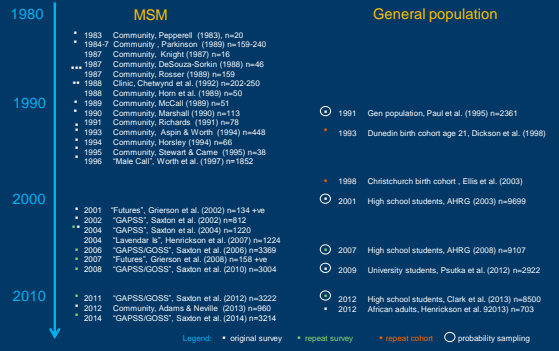 1980
MSM
General population
1983 Community, Pepperell (1983), n=20
1984-7 Community , Parkinson (1989) n=159-240
1987 Community, Knight (1987) n=16
1987 Community, DeSouza-Sorkin (1988) n=46
1987 Community, Rosser (1989) n=159
1988 Clinic, Chetwynd et al. (1992) n=202-250
1988 Community, Horn et al. (1989) n=50
1989 Community, McCall (1989) n=51
1990
1990 Community, Marshall (1990) n=113
1991 Community, Richards (1991) n=78
1993 Community, Aspin & Worth (1994) n=448
1994 Community, Horsley (1994) n=66
1995 Community, Stewart & Came (1995) n=38
1996 "Male Call", Worth et al. (1997) n=1852
1991 Gen population, Paul et al. (1995) n=2361
1993 Dunedin birth cohort age 21, Dickson et al. (1998)
1998 Christchurch birth cohort , Ellis et al. (2003)
2000
2001 High school students, AHRG (2003) n=9699
2001 "Futures", Grierson et al. (2002) n=134 +ve
2002 "GAPSS", Saxton et al. (2002) n=812
2004 "GAPSS", Saxton et al. (2004) n=1220
2004 "Lavendar Is", Henrickson et al. (2007) n=1224
2006 "GAPSS/GOSS", Saxton et al. (2006) n=3369
2007 "Futures", Grierson et al. (2008) n=158 +ve
2008 "GAPSS/GOSS", Saxton et al. (2010) n=3004
2007 High school students, AHRG (2008) n=9107
2009 University students, Psutka et al. (2012) n=2922
2010
2011 "GAPSS/GOSS", Saxton et al. (2012) n=3222
2012 Community, Adams & Neville (2013) n=960
2014 "GAPSS/GOSS", Saxton et al. (2014) n=3214
2012 High school students, Clark et al. (2013) n=8500
2012 African adults, Henrickson et al. 92013) n=703
Legend: original survey repeat survey repeat cohort probability sampling